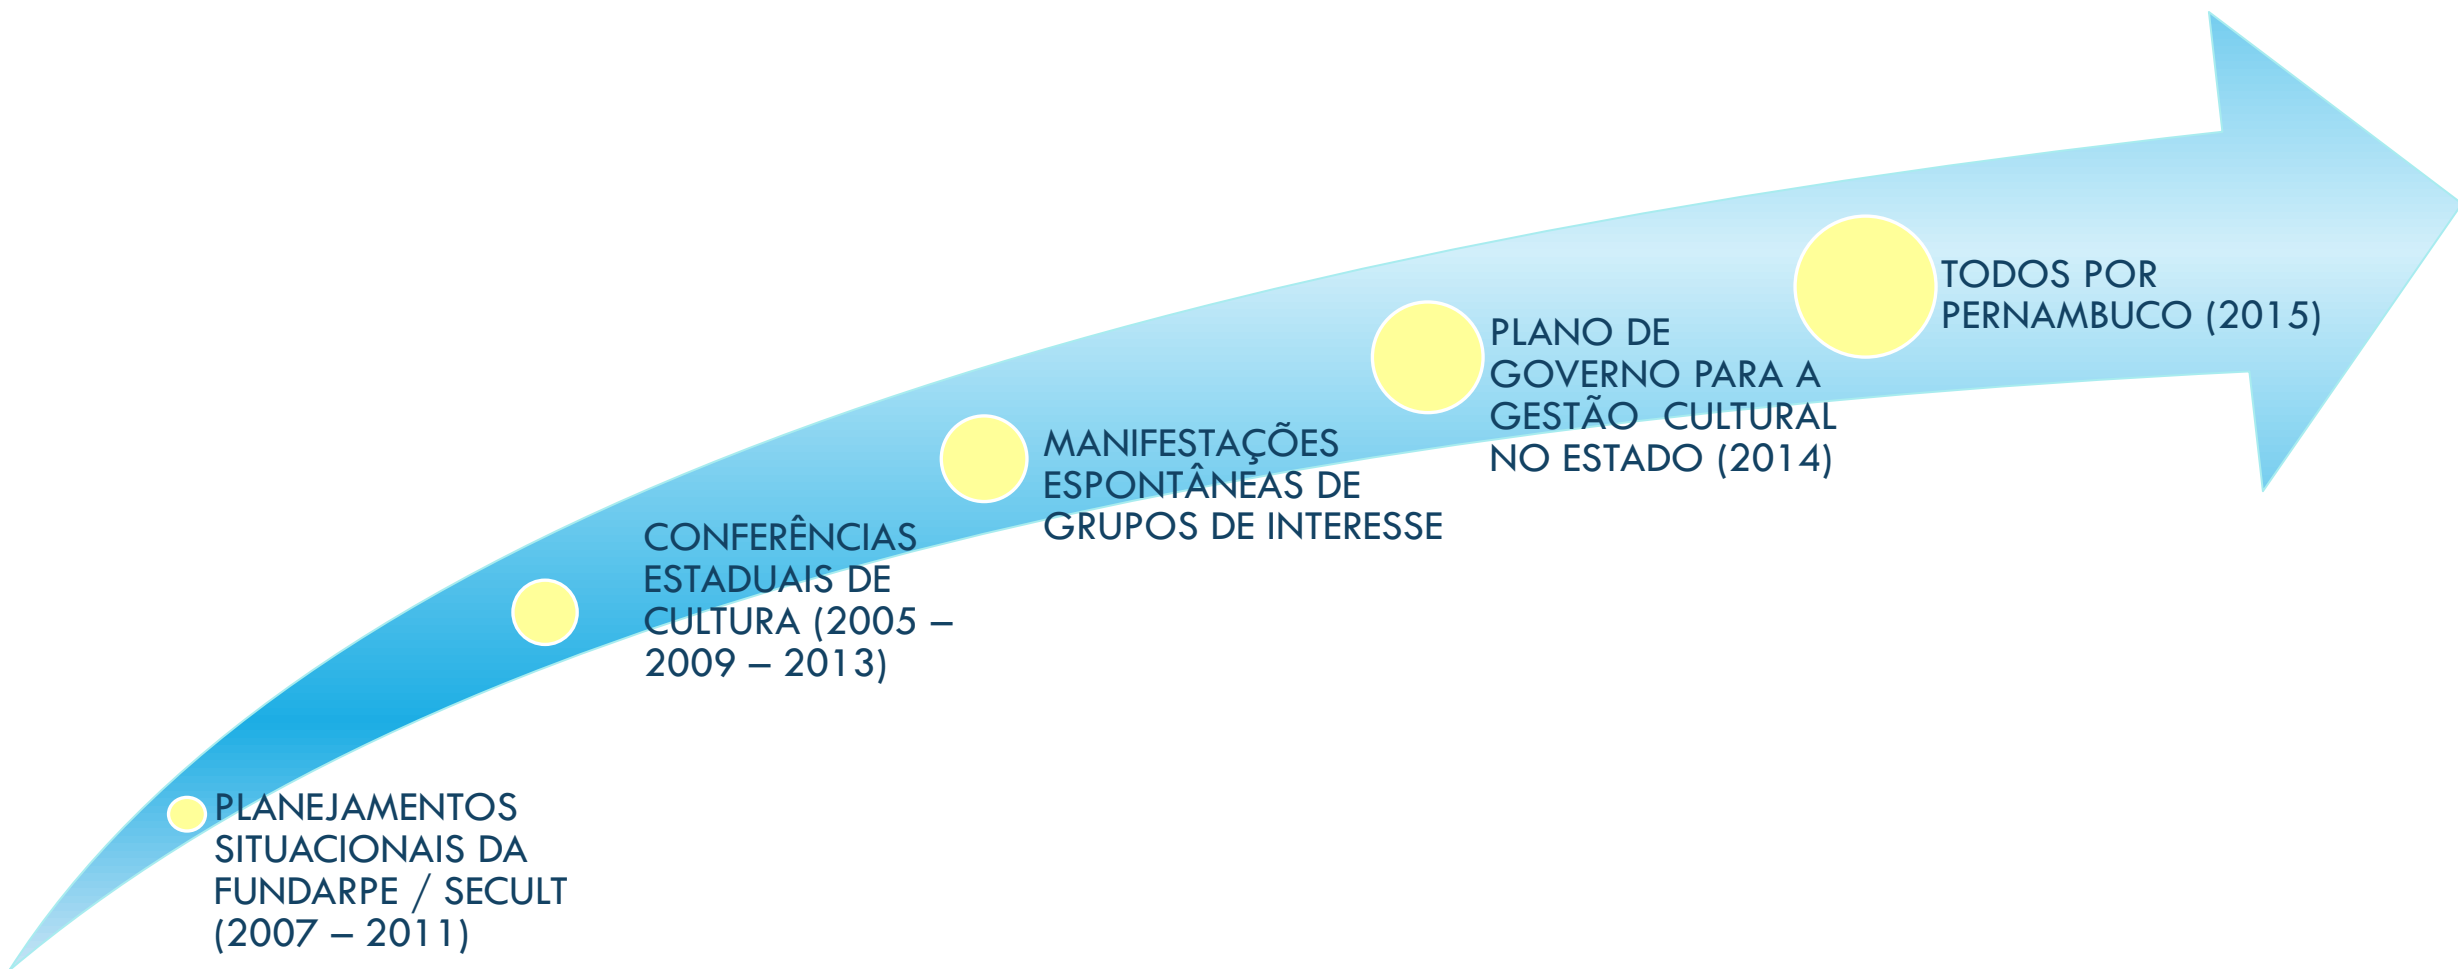 PLANEJAMENTOS
SITUACIONAIS DA
FUNDARPE / SECULT
(2007 – 2011)
CONFERÊNCIAS
ESTADUAIS DE
CULTURA (2005 –
2009 – 2013)
MANIFESTAÇÕES
ESPONTÂNEAS DE
GRUPOS DE INTERESSE
PLANO DE
GOVERNO PARA A
GESTÃO  CULTURAL
NO ESTADO (2014)
TODOS POR
PERNAMBUCO (2015)